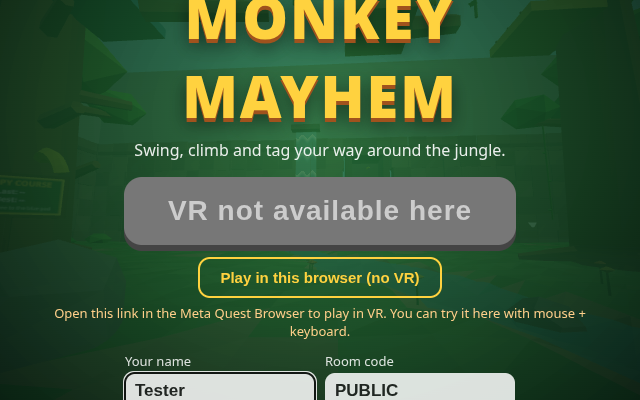 MONKEY
MAYHEM
Swing, climb and tag your way around the jungle.
VR not available here
Play in this browser (no VR)
Open this link in the Meta Quest Browser to play in VR. You can try it here with mouse +
keyboard.
Your name
Room code
Tester
PUBLIC